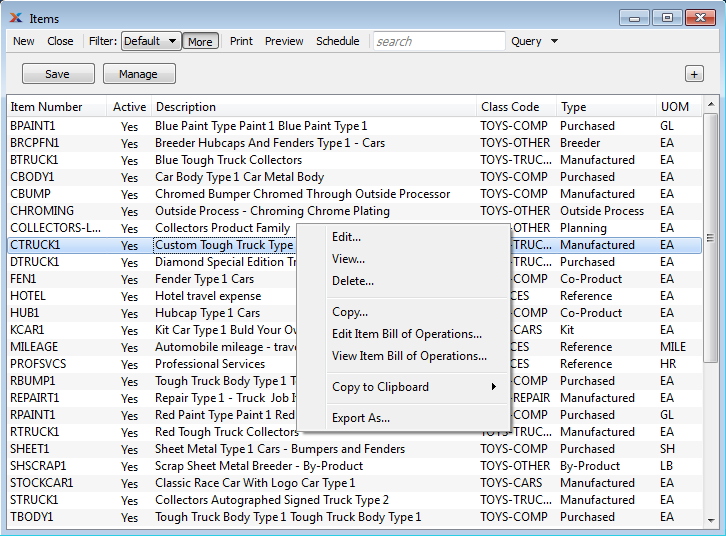 Items
New Close Filter: Default More Print Preview Schedule search Query
Save Manage +
Item Number Active Description Class Code Type UOM
BPAINT1 Yes Blue Paint Type Paint 1 Blue Paint Type 1 TOYS-COMP Purchased GL
BRCPFN1 Yes Breeder Hubcaps And Fenders Type 1 - Cars TOYS-OTHER Breeder EA
BTRUCK1 Yes Blue Tough Truck Collectors TOYS-TRUC... Manufactured EA
CBODY1 Yes Car Body Type 1 Car Metal Body TOYS-COMP Purchased EA
CBUMP Yes Chromed Bumper Chromed Through Outside Processor TOYS-COMP Manufactured EA
CHROMING Yes Outside Process - Chroming Chrome Plating TOYS-OTHER Outside Process EA
COLLECTORS-L... Yes Collectors Product Family -OTHER Planning EA
CTRUCK1 Yes Custom Tough Truck Type -TRUC... Manufactured EA
DTRUCK1 Yes Diamond Special Edition Tr -TRUC... Manufactured EA
FEN1 Yes Fender Type 1 Cars -COMP Co-Product EA
HOTEL Yes Hotel travel expense CES Reference EA
HUB1 Yes Hubcap Type 1 Cars -COMP Co-Product EA
KCAR1 Yes Kit Car Type 1 Buld Your Ow -CARS Kit EA
MILEAGE Yes Automobile mileage - trave CES Reference MILE
PROFSVCS Yes Professional Services CES Reference HR
RBUMP1 Yes Tough Truck Body Type 1 T -COMP Purchased EA
REPAIRT1 Yes Repair Type 1 - Truck Job It -REPAIR Manufactured EA
RPAINT1 Yes Red Paint Type Paint 1 Red -COMP Purchased GL
RTRUCK1 Yes Red Tough Truck Collectors TOYS-TRUC... Manufactured EA
SHEET1 Yes Sheet Metal Type 1 Cars - Bumpers and Fenders TOYS-COMP Purchased SH
SHSCRAP1 Yes Scrap Sheet Metal Breeder - By-Product TOYS-OTHER By-Product LB
STOCKCAR1 Yes Classic Race Car With Logo Car Type 1 TOYS-CARS Manufactured EA
STRUCK1 Yes Collectors Autographed Signed Truck Type 2 TOYS-TRUC... Manufactured EA
TBODY1 Yes Tough Truck Body Type 1 Tough Truck Body Type 1 TOYS-COMP Purchased EA
Edit...
View...
Delete...
Copy...
Edit Item Bill of Operations...
View Item Bill of Operations...
Copy to Clipboard
Export As...